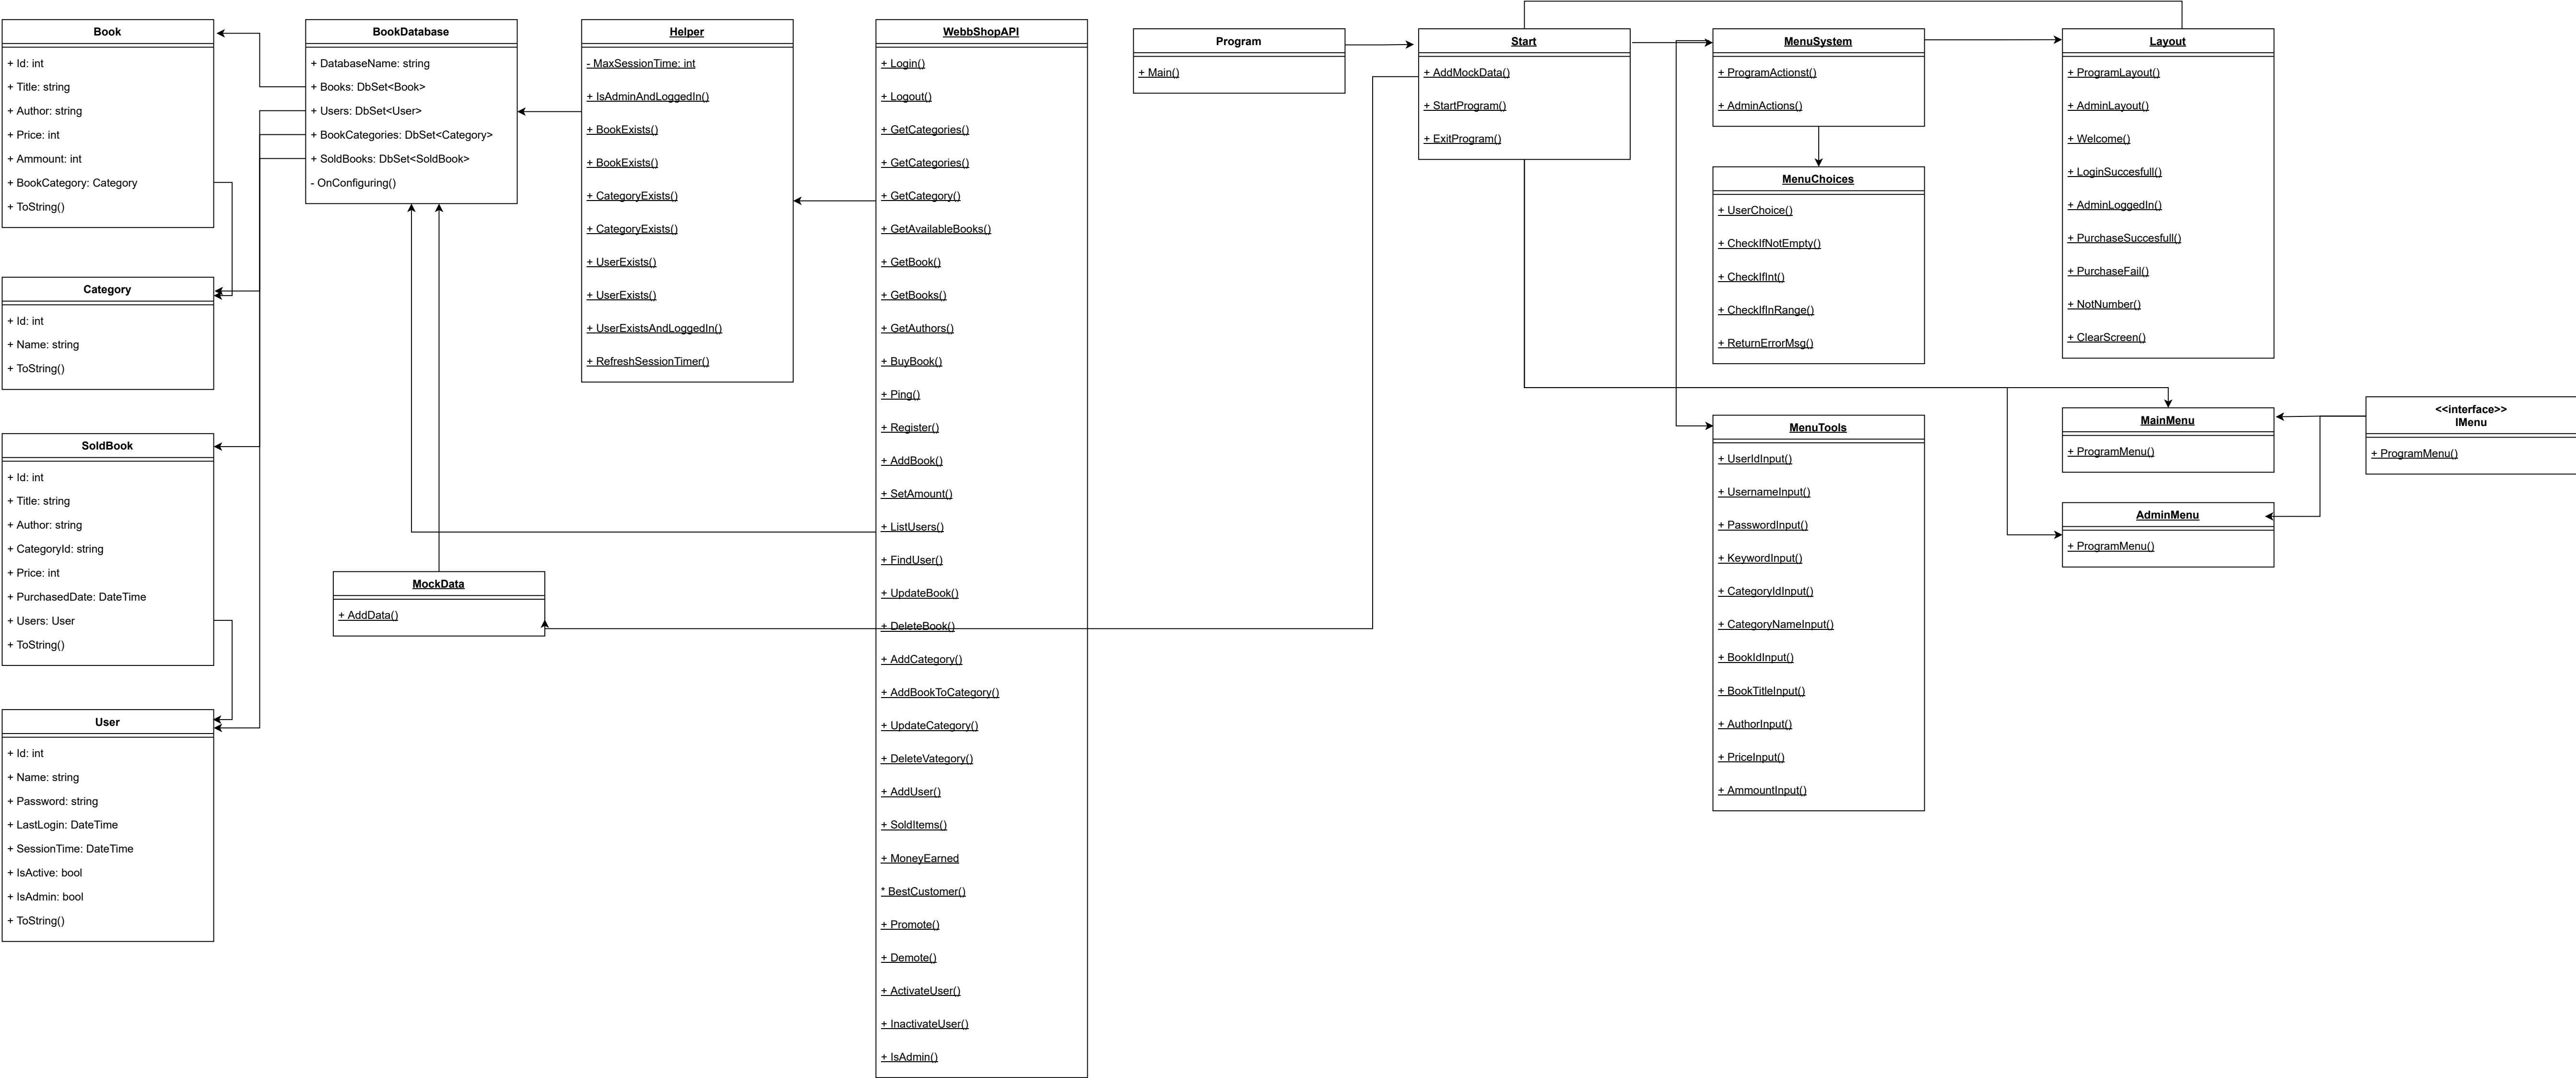 Book
+ Id: int
+ Title: string
+ Author: string
+ Price: int
+ Ammount: int
+ BookCategory: Category
+ ToString()
Category
+ Id: int
+ Name: string
+ ToString()
SoldBook
+ Id: int
+ Title: string
+ Author: string
+ CategoryId: string
+ Price: int
+ PurchasedDate: DateTime
+ Users: User
+ ToString()
User
+ Id: int
+ Name: string
+ Password: string
+ LastLogin: DateTime
+ SessionTime: DateTime
+ IsActive: bool
+ IsAdmin: bool
+ ToString()
BookDatabase
+ DatabaseName: string
+ Books: DbSet<Book>
+ Users: DbSet<User>
+ BookCategories: DbSet<Category>
+ SoldBooks: DbSet<SoldBook>
- OnConfiguring()
MockData
+ AddData()
Helper
- MaxSessionTime: int
+ IsAdminAndLoggedIn()
+ BookExists()
+ BookExists()
+ CategoryExists()
+ CategoryExists()
+ UserExists()
+ UserExists()
+ UserExistsAndLoggedIn()
+ RefreshSessionTimer()
WebbShopAPI
+ Login()
+ Logout()
+ GetCategories()
+ GetCategories()
+ GetCategory()
+ GetAvailableBooks()
+ GetBook()
+ GetBooks()
+ GetAuthors()
+ BuyBook()
+ Ping()
+ Register()
+ AddBook()
+ SetAmount()
+ ListUsers()
+ FindUser()
+ UpdateBook()
+ DeleteBook()
+ AddCategory()
+ AddBookToCategory()
+ UpdateCategory()
+ DeleteVategory()
+ AddUser()
+ SoldItems()
+ MoneyEarned
* BestCustomer()
+ Promote()
+ Demote()
+ ActivateUser()
+ InactivateUser()
+ IsAdmin()
Program
+ Main()
Start
+ AddMockData()
+ StartProgram()
+ ExitProgram()
MenuSystem
+ ProgramActionst()
+ AdminActions()
MenuChoices
+ UserChoice()
+ CheckIfNotEmpty()
+ CheckIfInt()
+ CheckIfInRange()
+ ReturnErrorMsg()
MenuTools
+ UserIdInput()
+ UsernameInput()
+ PasswordInput()
+ KeywordInput()
+ CategoryIdInput()
+ CategoryNameInput()
+ BookIdInput()
+ BookTitleInput()
+ AuthorInput()
+ PriceInput()
+ AmmountInput()
Layout
+ ProgramLayout()
+ AdminLayout()
+ Welcome()
+ LoginSuccesfull()
+ AdminLoggedIn()
+ PurchaseSuccesfull()
+ PurchaseFail()
+ NotNumber()
+ ClearScreen()
MainMenu
+ ProgramMenu()
AdminMenu
+ ProgramMenu()
<<interface>>
IMenu
+ ProgramMenu()